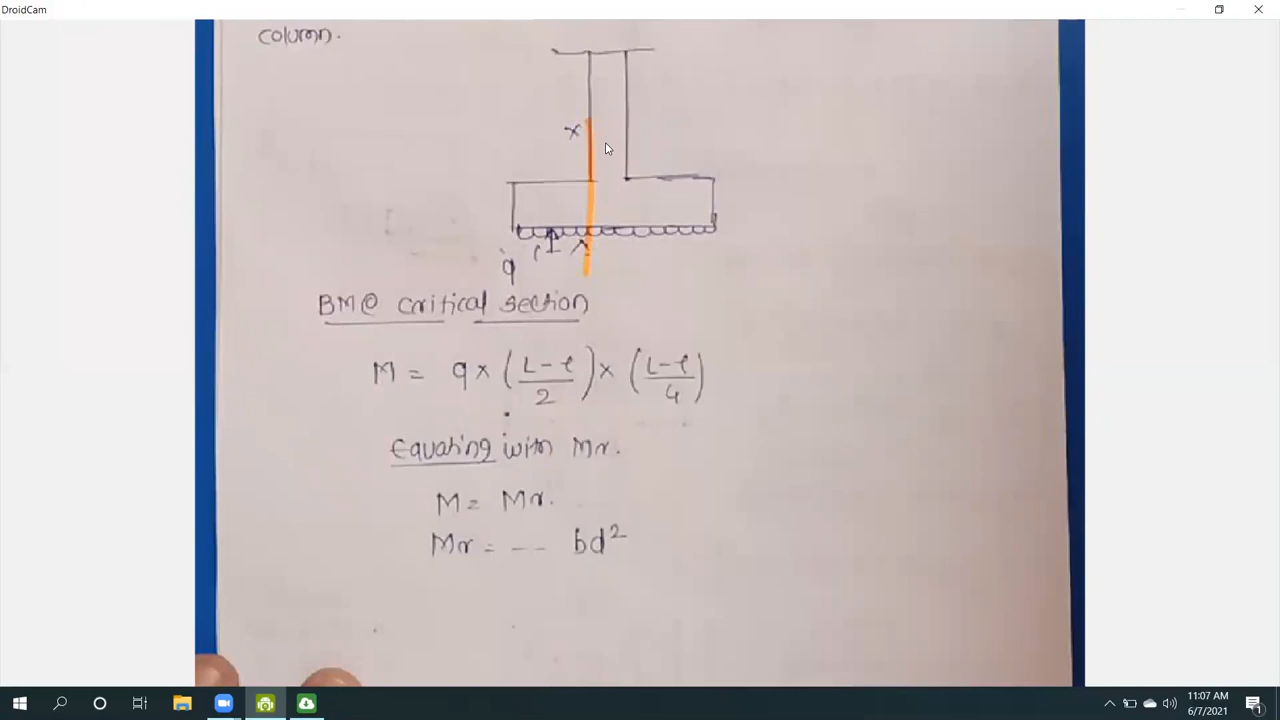 DroidCam
column.
x
x
q
BM@ critical section
M = q x (L-l/2) x (L-l/4)
Equating with Mr.
M = Mr.
Mr = -- bd²
11:07 AM
6/7/2021
1